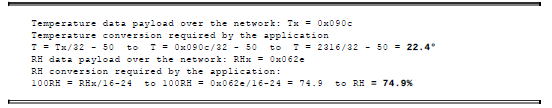 Temperature data payload over the network: Tx = 0x090c
Temperature conversion required by the application
T = Tx/32 - 50 to T = 0x090c/32 - 50 to T = 2316/32 - 50 = 22.4°
RH data payload over the network: RHx = 0x062e
RH conversion required by the application:
100RH = RHx/16-24 to 100RH = 0x062e/16-24 = 74.9 to RH = 74.9%